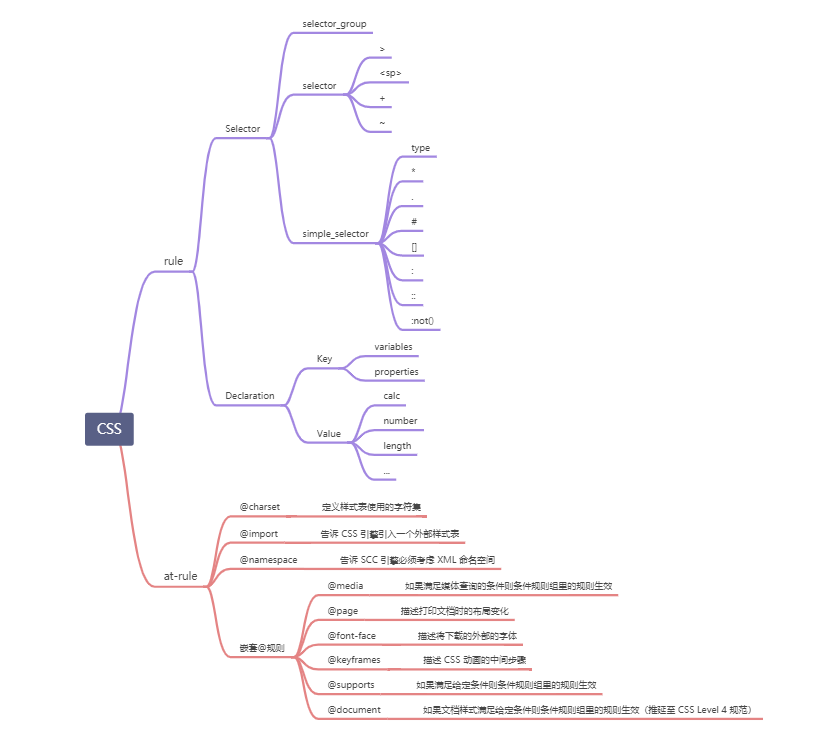 selector_group
>
<sp>
selector
+
~
Selector
type
*
.
#
simple_selector
[]
:
::
rule
:not()
variables
Key
properties
Declaration
calc
number
Value
length
...
CSS
@charset 定义样式表使用的字符集
@import 告诉 CSS 引擎引入一个外部样式表
@namespace 告诉 SCC 引擎必须考虑 XML 命名空间
at-rule
@media 如果满足媒体查询的条件则条件规则组里的规则生效
@page 描述打印文档时的布局变化
@font-face 描述将下载的外部的字体
嵌套@规则
@keyframes 描述 CSS 动画的中间步骤
@supports 如果满足给定条件则条件规则组里的规则生效
@document 如果文档样式满足给定条件则条件规则组里的规则生效（推延至 CSS Level 4 规范）